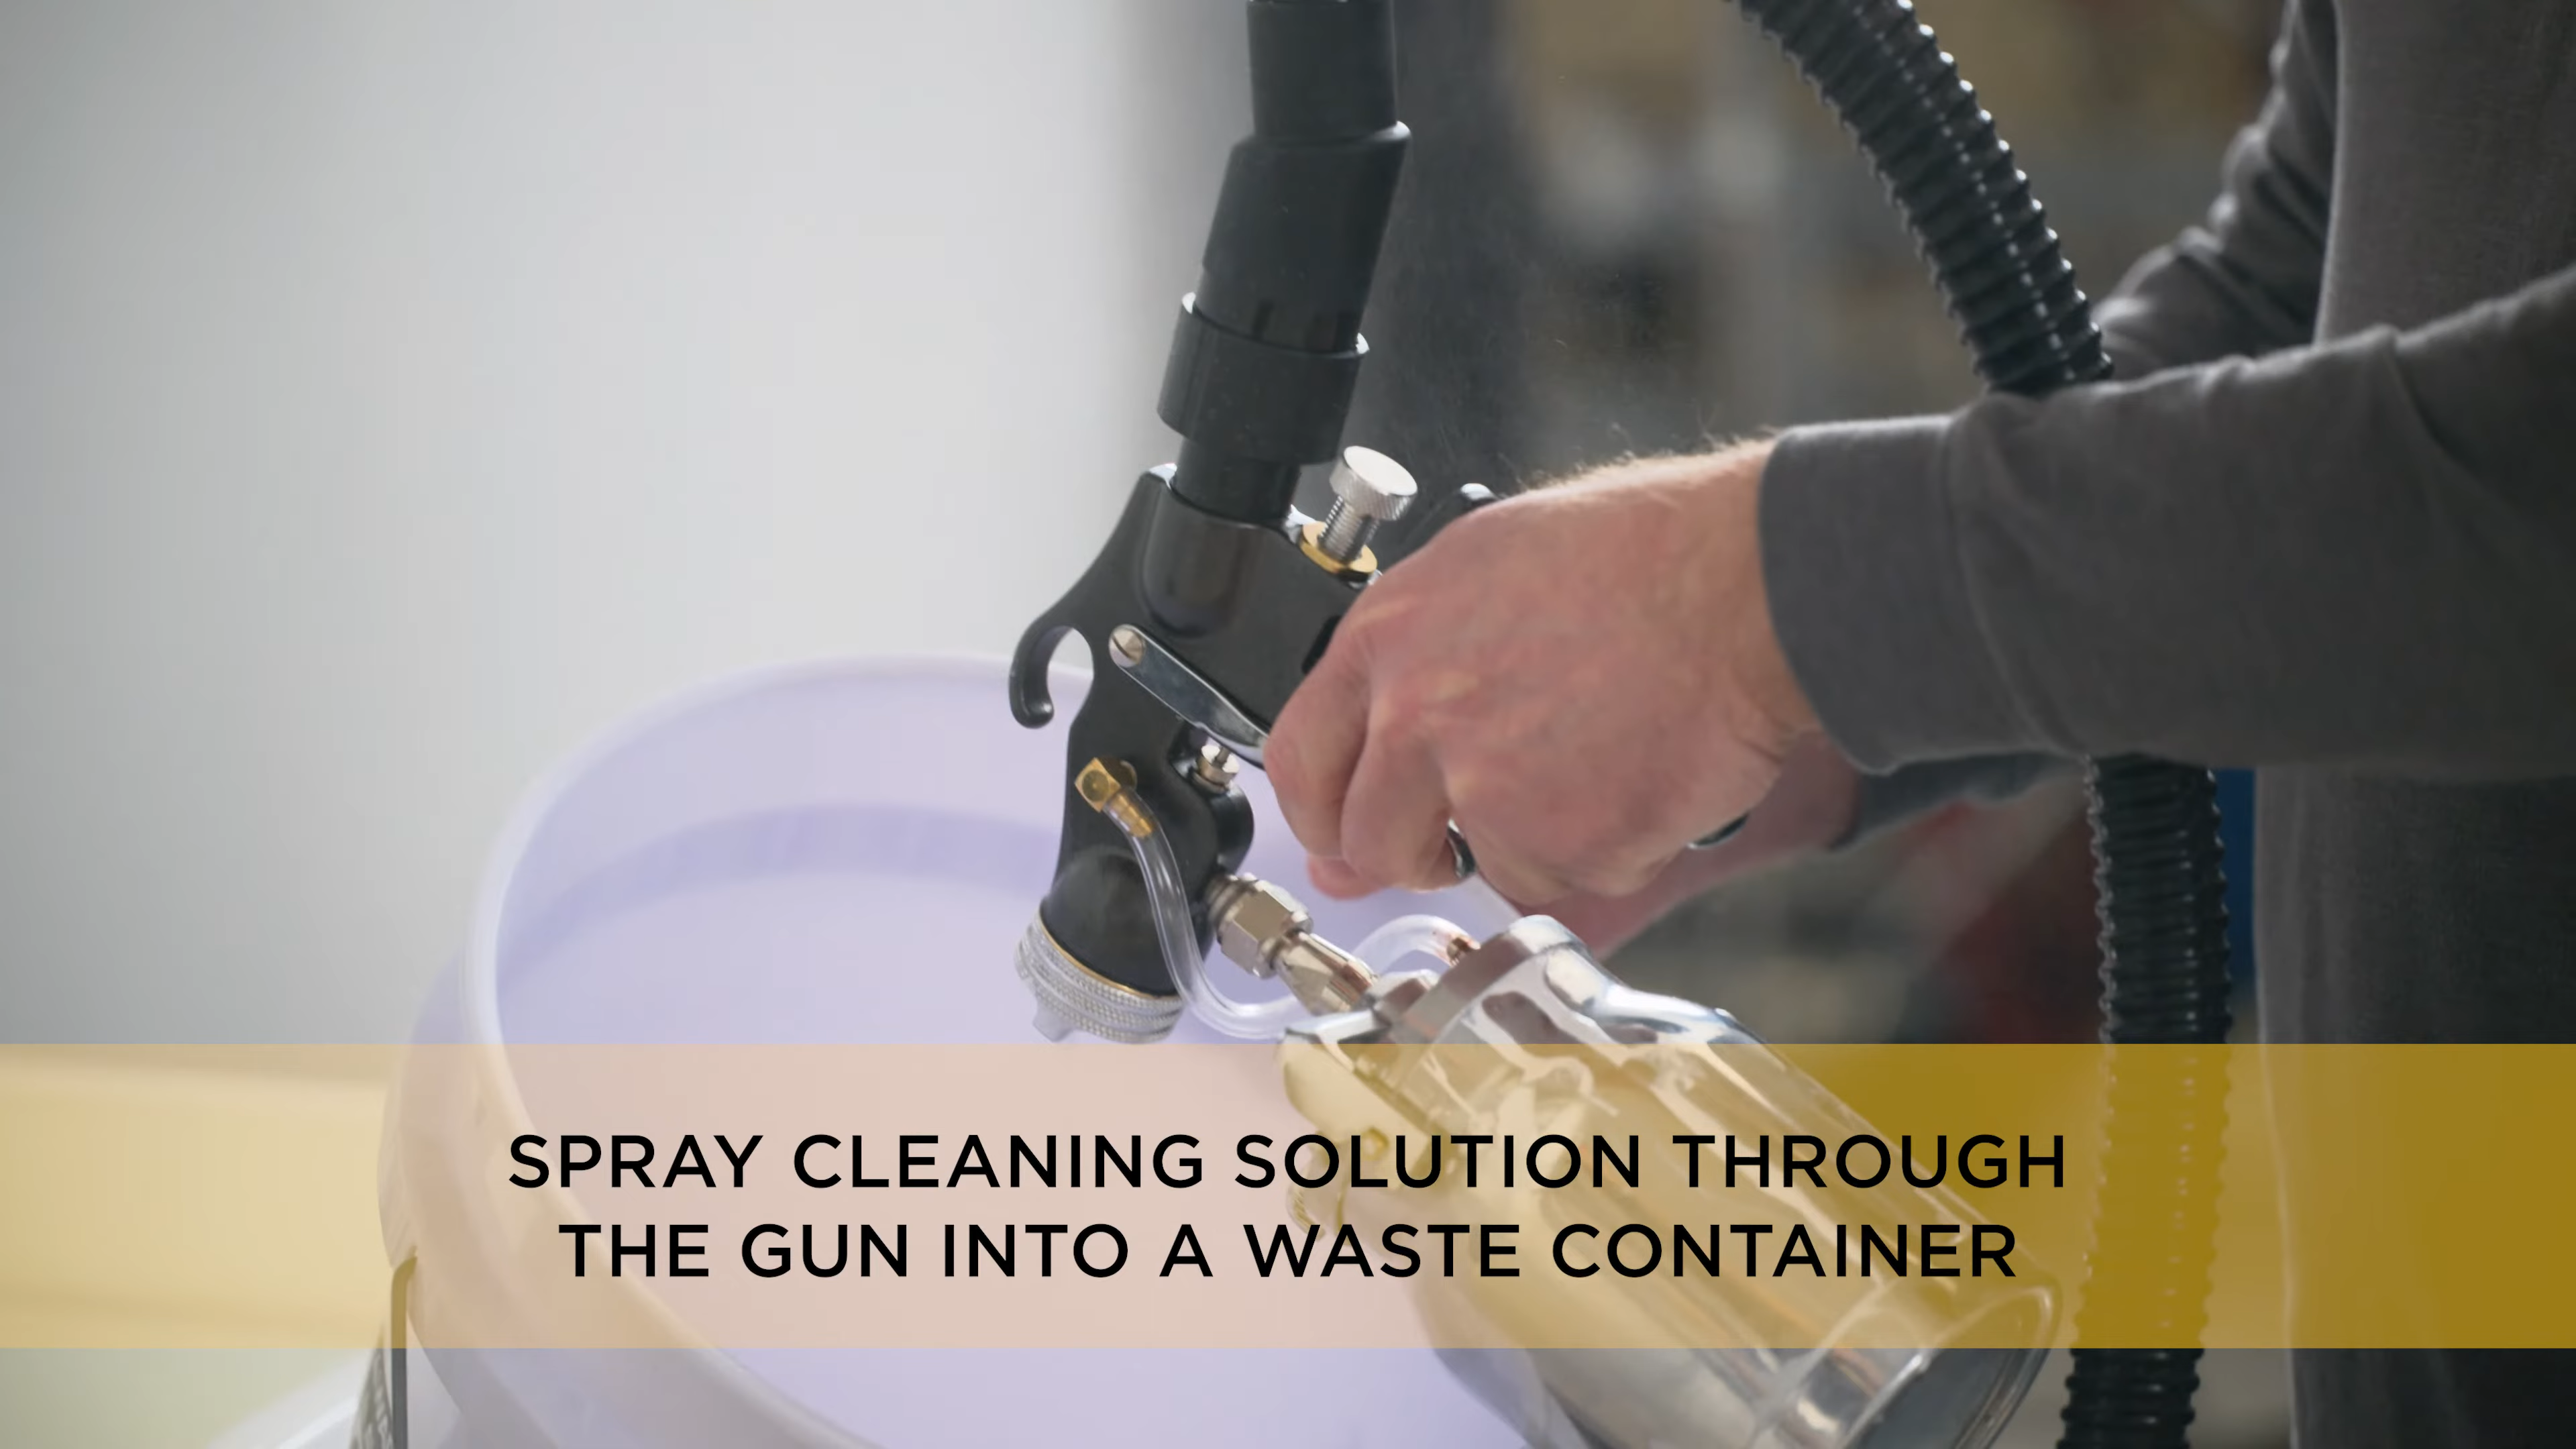 SPRAY CLEANING SOLUTION THROUGH
THE GUN INTO A WASTE CONTAINER